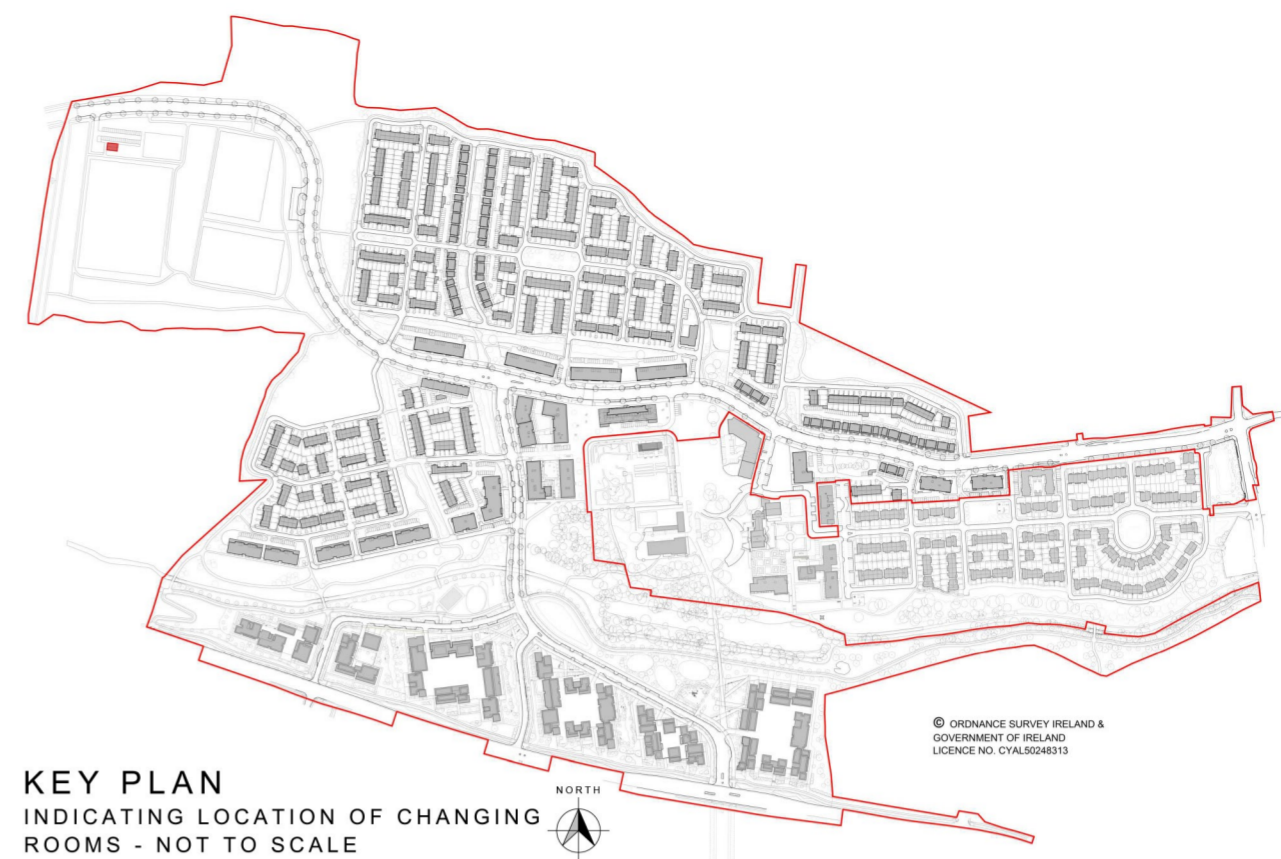 © ORDNANCE SURVEY IRELAND &
GOVERNMENT OF IRELAND
LICENCE NO. CYAL50248313
KEY PLAN
INDICATING LOCATION OF CHANGING
ROOMS - NOT TO SCALE
NORTH